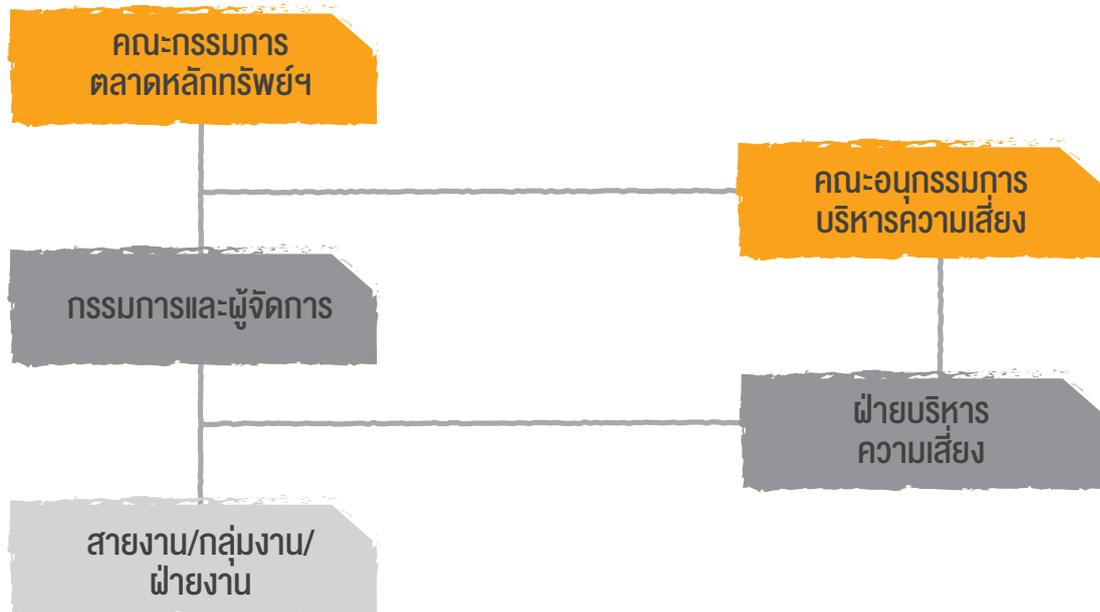 คณะกรรมการ
ตลาดหลักทรัพย์ฯ
คณะอนุกรรมการ
บริหารความเสี่ยง
กรรมการและผู้จัดการ
ฝ่ายบริหาร
ความเสี่ยง
สายงาน/กลุ่มงาน/
ฝ่ายงาน